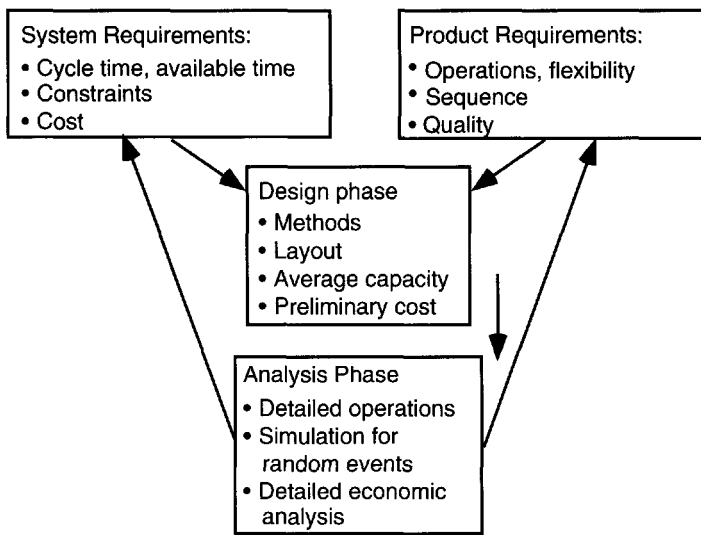 System Requirements:
• Cycle time, available time
• Constraints
• Cost
Product Requirements:
• Operations, flexibility
• Sequence
• Quality
Design phase
• Methods
• Layout
• Average capacity
• Preliminary cost
Analysis Phase
• Detailed operations
• Simulation for
random events
• Detailed economic
analysis